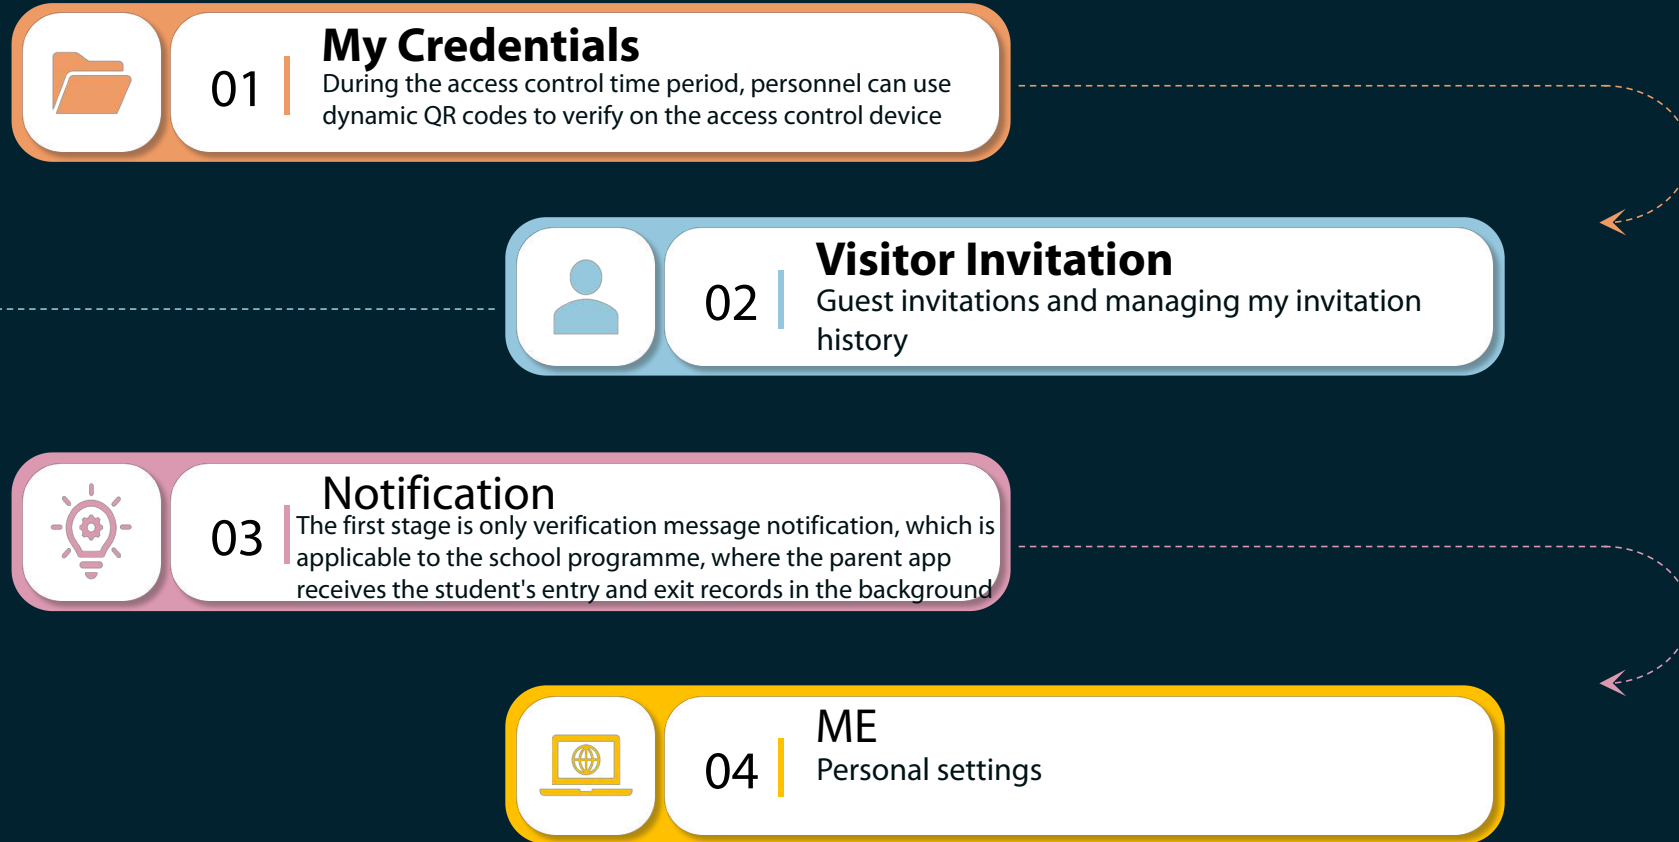 My Credentials
01
During the access control time period, personnel can use
dynamic QR codes to verify on the access control device
Visitor Invitation
02
Guest invitations and managing my invitation
history
Notification
03
The first stage is only verification message notification, which is
applicable to the school programme, where the parent app
receives the student's entry and exit records in the background
ME
04
Personal settings